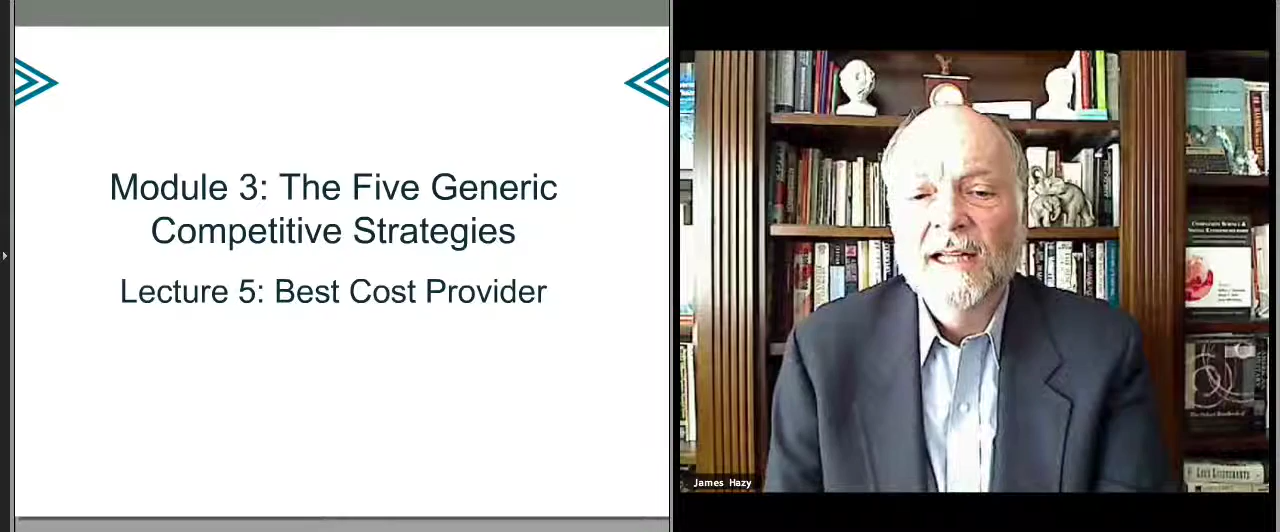 Module 3: The Five Generic
Competitive Strategies
Lecture 5: Best Cost Provider
James Hazy